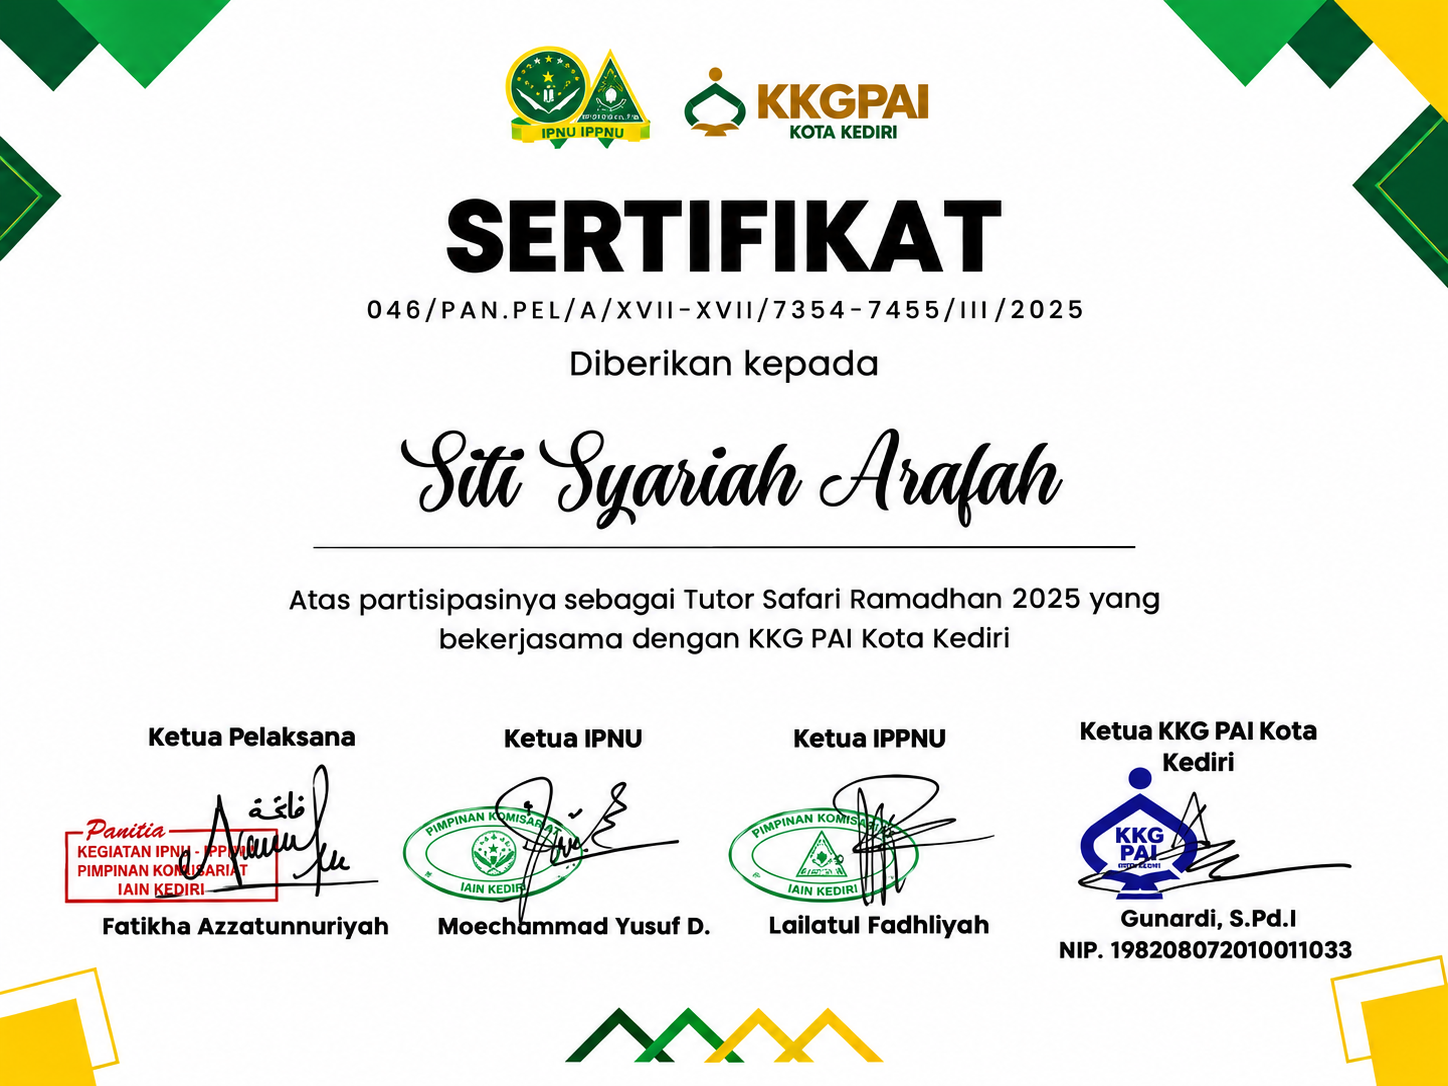 IPNU IPPNU
KKGPAI
KOTA KEDIRI
SERTIFIKAT
046/PAN.PEL/A/XVII-XVII/7354-7455/III/2025
Diberikan kepada
Siti Syariah Arafah
Atas partisipasinya sebagai Tutor Safari Ramadhan 2025 yang
bekerjasama dengan KKG PAI Kota Kediri
Ketua Pelaksana
Panitia
KEGIATAN IPNU - IPPNU
PIMPINAN KOMISARIAT
IAIN KEDIRI
Fatikha Azzatunnuriyah
Ketua IPNU
PIMPINAN KOMISARIAT
IAIN KEDIRI
Moechammad Yusuf D.
Ketua IPPNU
PIMPINAN KOMISARIAT
IAIN KEDIRI
Lailatul Fadhliyah
Ketua KKG PAI Kota
Kediri
KKG
PAI
Gunardi, S.Pd.I
NIP. 198208072010011033